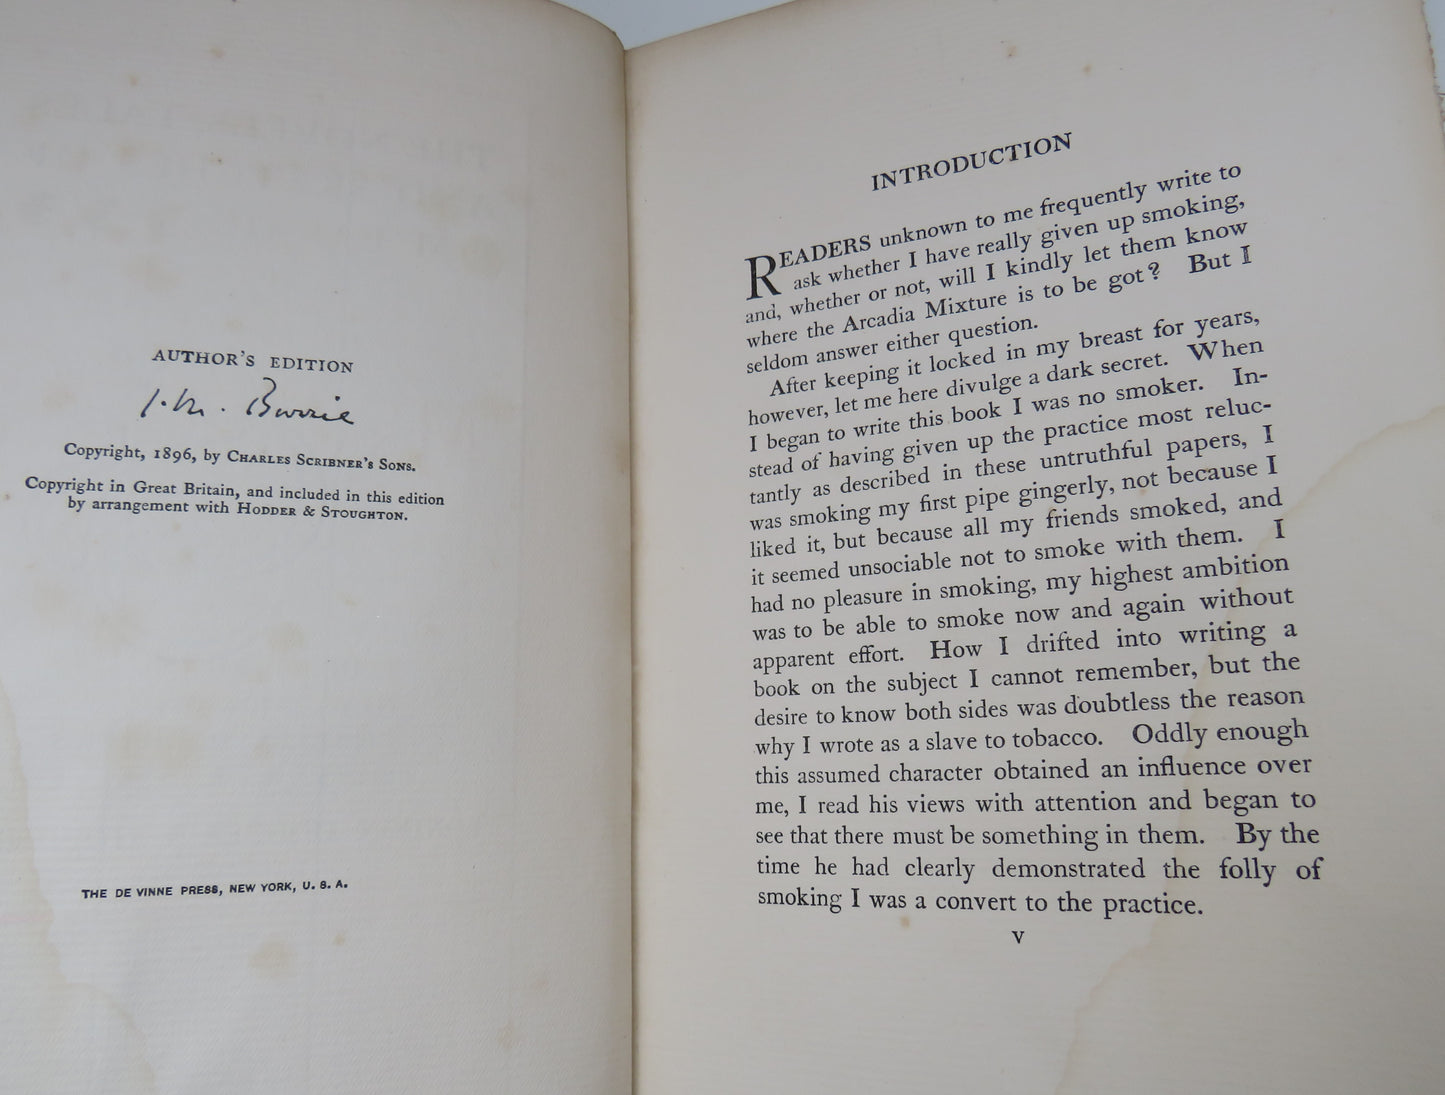 AUTHOR'S EDITION
J. M. Barrie
Copyright, 1896, by CHARLES SCRIBNER'S SONS.
Copyright in Great Britain, and included in this edition
by arrangement with HODDER & STOUGHTON.
THE DE VINNE PRESS, NEW YORK, U. S. A.
INTRODUCTION
READERS unknown to me frequently write to
ask whether I have really given up smoking,
and, whether or not, will I kindly let them know
where the Arcadia Mixture is to be got? But I
seldom answer either question.
After keeping it locked in my breast for years,
however, let me here divulge a dark secret. When
I began to write this book I was no smoker. In-
stead of having given up the practice most reluc-
tantly as described in these untruthful papers, I
was smoking my first pipe gingerly, not because I
liked it, but because all my friends smoked, and
it seemed unsociable not to smoke with them. I
had no pleasure in smoking, my highest ambition
was to be able to smoke now and again without
apparent effort. How I drifted into writing a
book on the subject I cannot remember, but the
desire to know both sides was doubtless the reason
why I wrote as a slave to tobacco. Oddly enough
this assumed character obtained an influence over
me, I read his views with attention and began to
see that there must be something in them. By the
time he had clearly demonstrated the folly of
smoking I was a convert to the practice.
v